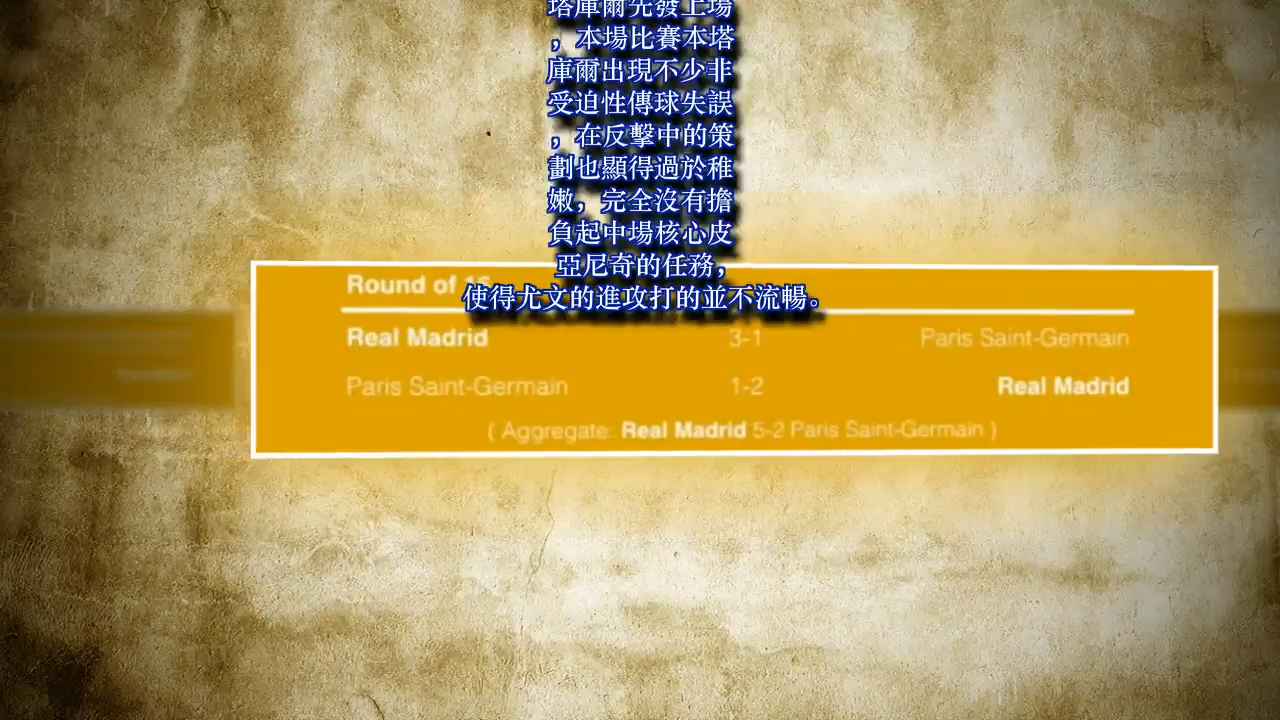 塔庫爾先發上場
，本場比賽本塔
庫爾出現不少非
受迫性傳球失誤
，在反擊中的策
劃也顯得過於稚
嫩，完全沒有擔
負起中場核心皮
亞尼奇的任務，
使得尤文的進攻打的並不流暢。
Round of 16
Real Madrid 3-1 Paris Saint-Germain
Paris Saint-Germain 1-2 Real Madrid
( Aggregate: Real Madrid 5-2 Paris Saint-Germain )